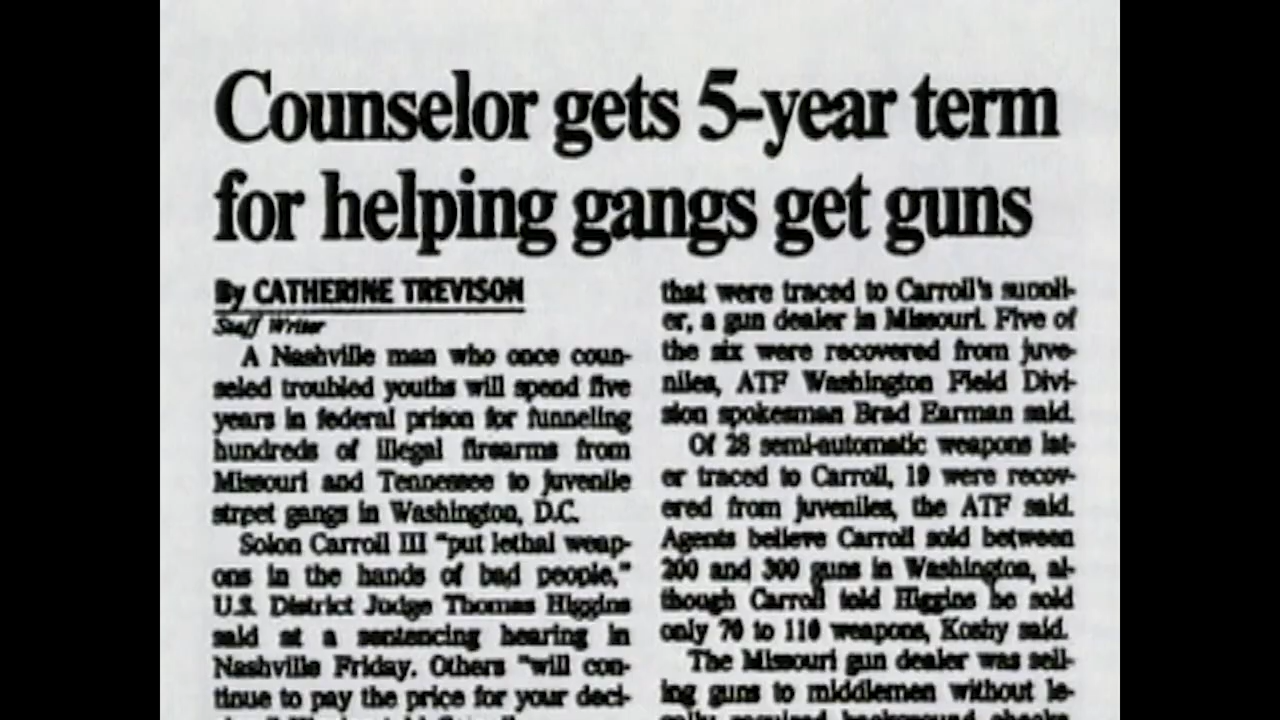 Counselor gets 5-year term
for helping gangs get guns
By CATHERINE TREVISON
Staff Writer
A Nashville man who once coun-
seled troubled youths will spend five
years in federal prison for funneling
hundreds of illegal firearms from
Missouri and Tennessee to juvenile
street gangs in Washington, D.C.
Solon Carroll III "put lethal weap-
ons in the hands of bad people,"
U.S. District Judge Thomas Higgins
said at a sentencing hearing in
Nashville Friday. Others "will con-
tinue to pay the price for your deci-
that were traced to Carroll's suppli-
er, a gun dealer in Missouri. Five of
the six were recovered from juve-
niles, ATF Washington Field Divi-
sion spokesman Brad Earman said.
Of 28 semi-automatic weapons lat-
er traced to Carroll, 19 were recov-
ered from juveniles, the ATF said.
Agents believe Carroll sold between
200 and 300 guns in Washington, al-
though Carroll told Higgins he sold
only 70 to 110 weapons, Kosby said.
The Missouri gun dealer was sell-
ing guns to middlemen without le-